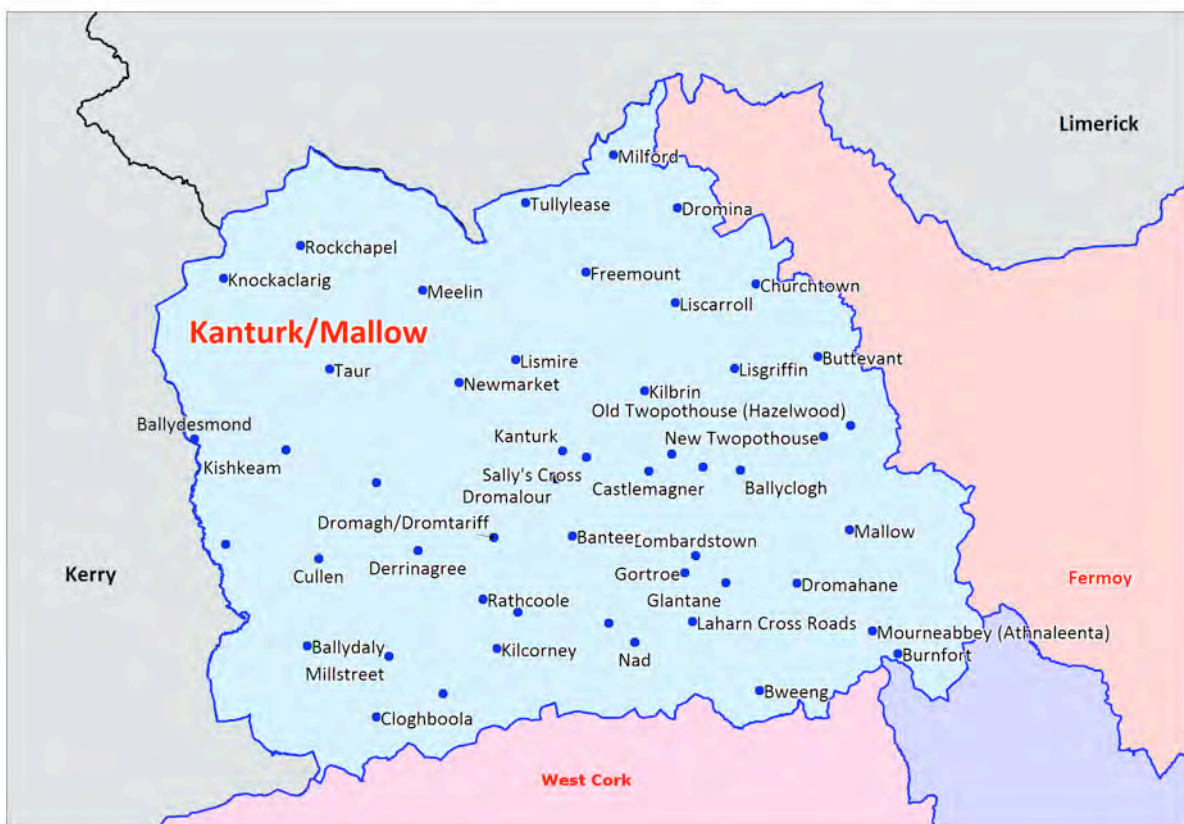 Limerick
Milford
Tullylease
Dromina
Rockchapel
Knockaclarig
Meelin
Freemount
Churchtown
Liscarroll
Kanturk/Mallow
Taur
Lismire
Newmarket
Buttevant
Lisgriffin
Kilbrin
Old Twopothouse (Hazelwood)
Ballydesmond
Kishkeam
Kanturk
New Twopothouse
Sally's Cross
Castlemagner
Ballyclogh
Dromalour
Dromagh/Dromtariff
Banteer
Lombardstown
Mallow
Kerry
Cullen
Derrinagree
Gortroe
Glantane
Dromahane
Fermoy
Rathcoole
Laharn Cross Roads
Mourneabbey (Athnaleenta)
Ballydaly
Millstreet
Kilcorney
Nad
Burnfort
Bweeng
Cloghboola
West Cork